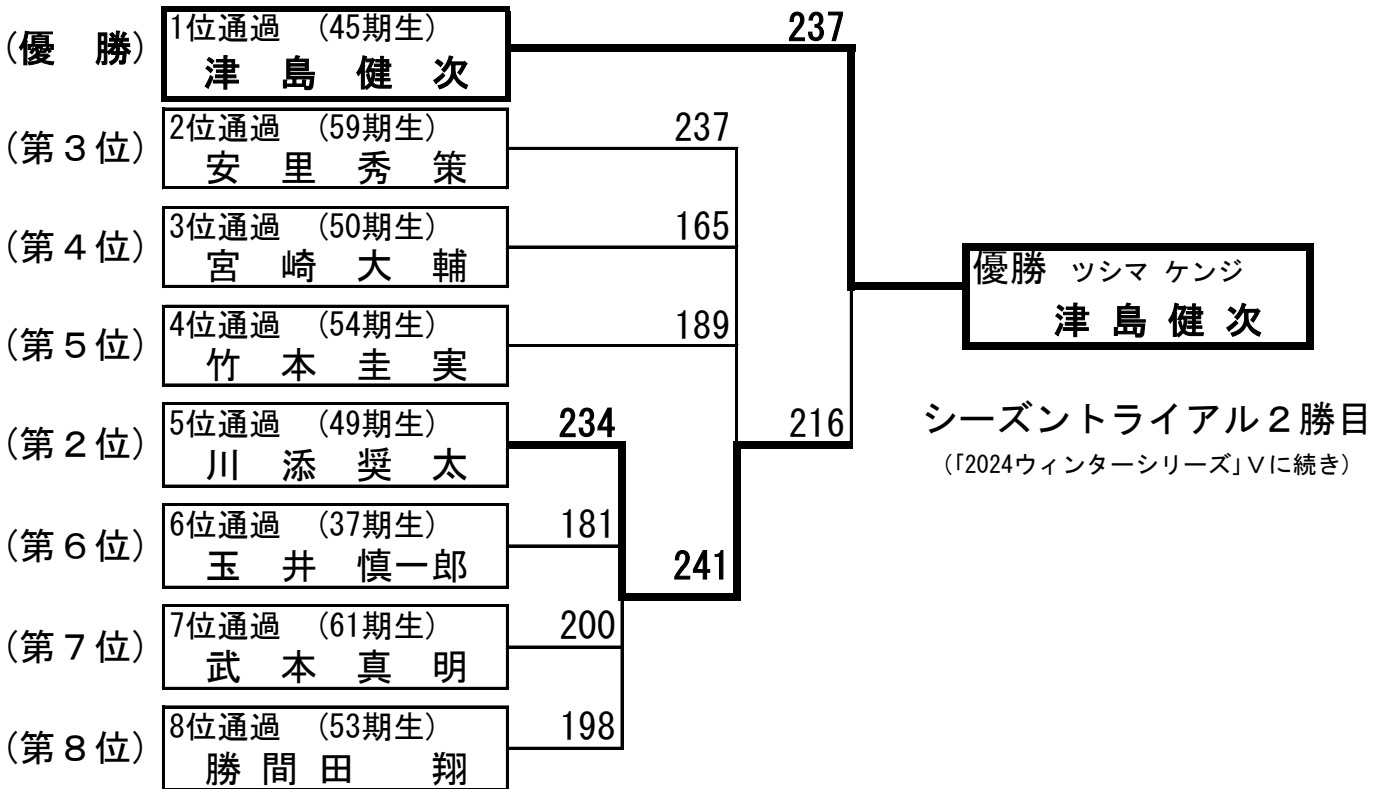 (優　勝)
1位通過　(45期生)
津　島　健　次
237
(第３位)
2位通過　(59期生)
安　里　秀　策
237
(第４位)
3位通過　(50期生)
宮　崎　大　輔
165
優勝　ツシマ ケンジ
津 島 健 次
(第５位)
4位通過　(54期生)
竹　本　圭　実
189
(第２位)
5位通過　(49期生)
川　添　奨　太
234
216
シーズントライアル２勝目
(「2024ウィンターシリーズ」Ｖに続き)
(第６位)
6位通過　(37期生)
玉　井　慎一郎
181
241
(第７位)
7位通過　(61期生)
武　本　真　明
200
(第８位)
8位通過　(53期生)
勝 間 田　　翔
198